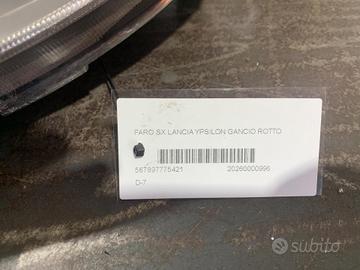 FARO SX LANCIA YPSILON GANCIO ROTTO
567897775421 20260000996
D-7
subito